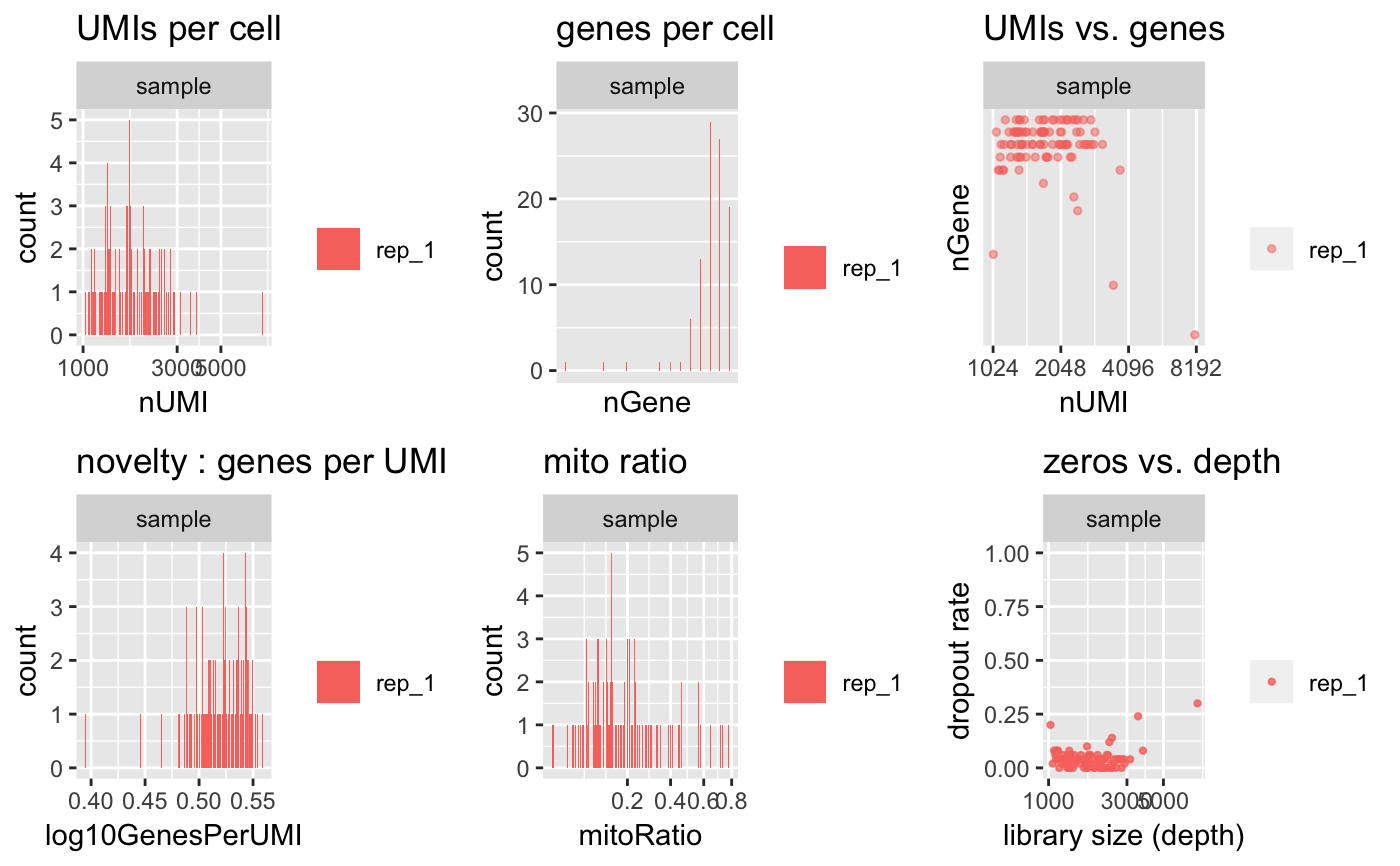 UMIs per cell
sample
5
4
3
2
1
0
count
1000 3000 5000
nUMI
rep_1
genes per cell
sample
30
20
10
0
count
nGene
rep_1
UMIs vs. genes
sample
nGene
1024 2048 4096 8192
nUMI
rep_1
novelty : genes per UMI
sample
4
3
2
1
0
count
0.40 0.45 0.50 0.55
log10GenesPerUMI
rep_1
mito ratio
sample
5
4
3
2
1
0
count
0.2 0.4 0.6 0.8
mitoRatio
rep_1
zeros vs. depth
sample
1.00
0.75
0.50
0.25
0.00
dropout rate
1000 3000 5000
library size (depth)
rep_1